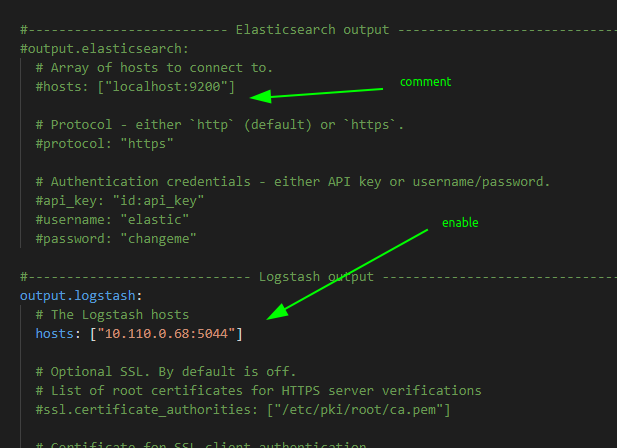 #-------------------------- Elasticsearch output -----------------------------
#output.elasticsearch:
# Array of hosts to connect to.
#hosts: ["localhost:9200"]
comment
# Protocol - either `http` (default) or `https`.
#protocol: "https"
# Authentication credentials - either API key or username/password.
#api_key: "id:api_key"
#username: "elastic"
#password: "changeme"
enable
#----------------------------- Logstash output -------------------------------
output.logstash:
# The Logstash hosts
hosts: ["10.110.0.68:5044"]
# Optional SSL. By default is off.
# List of root certificates for HTTPS server verifications
#ssl.certificate_authorities: ["/etc/pki/root/ca.pem"]
# Certificate for SSL client authentication